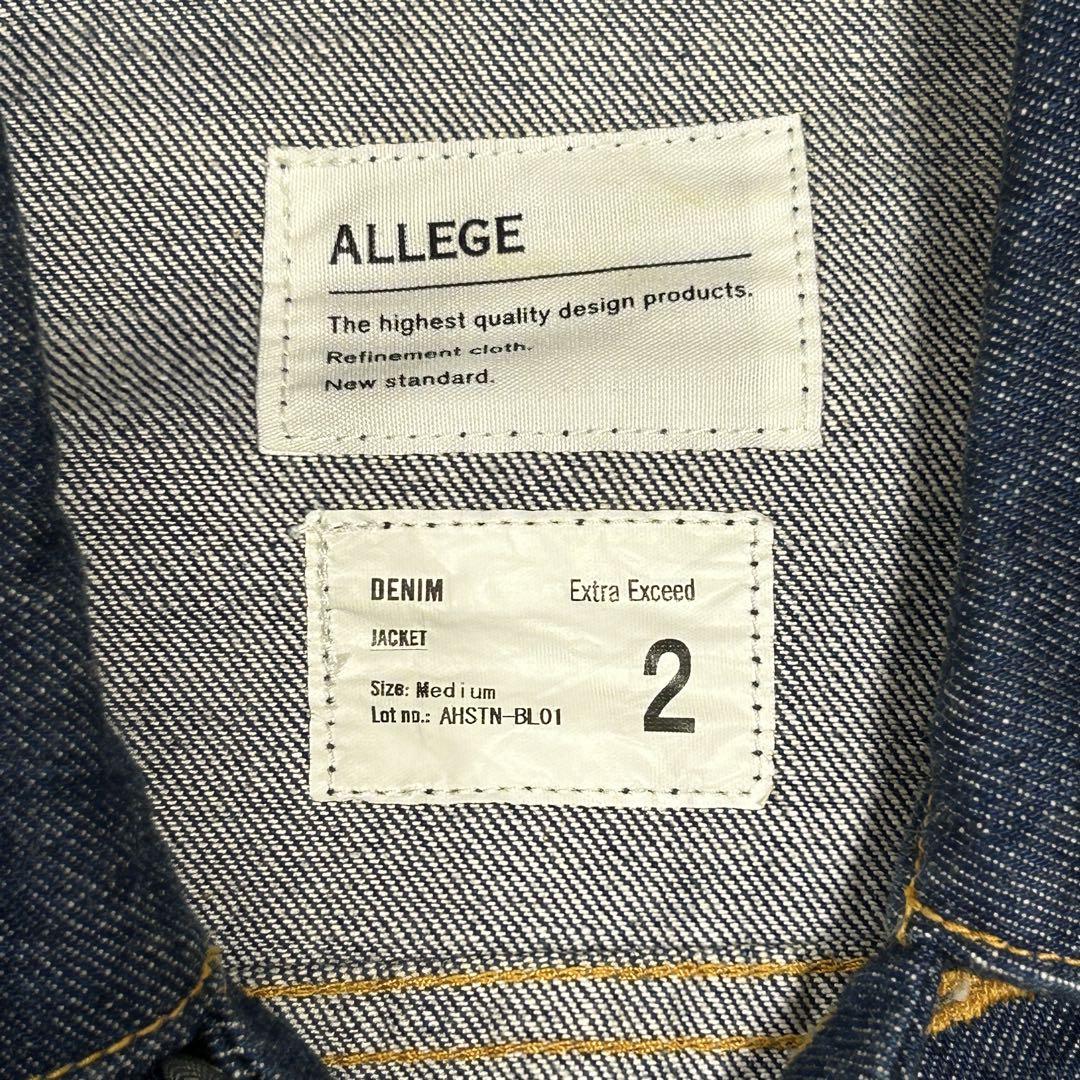 ALLEGE
The highest quality design products.
Refinement cloth.
New standard.
DENIM Extra Exceed
JACKET
2
Size: Medium
Lot no.: AHSTN-BL01